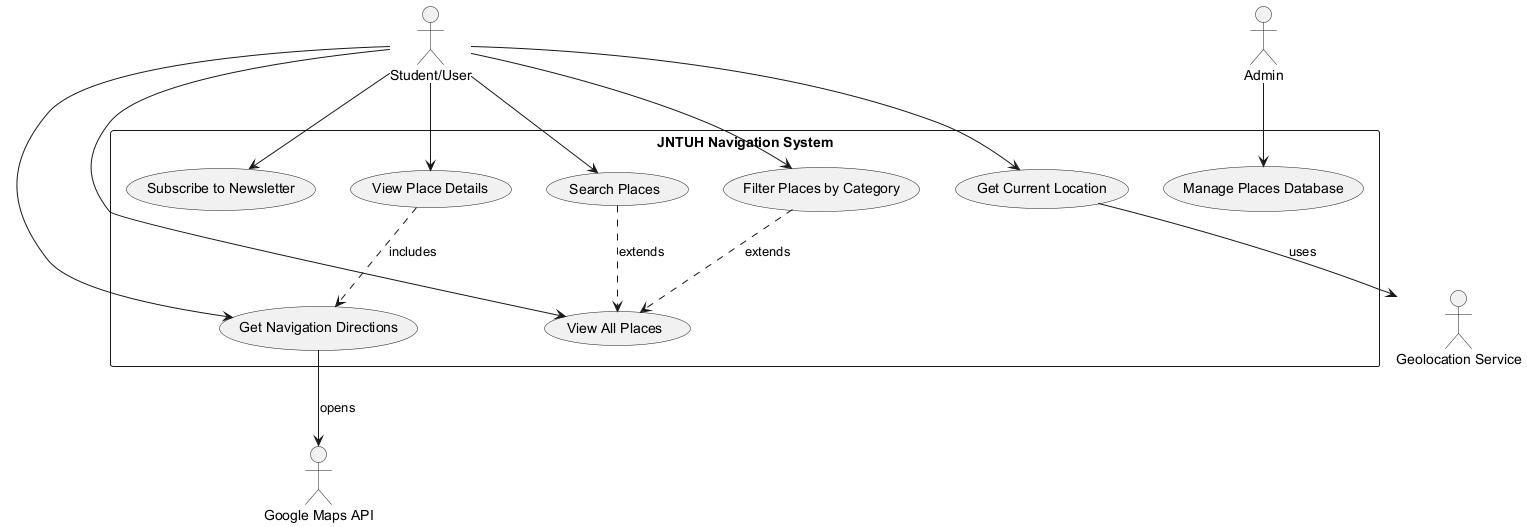 Student/User
Admin
JNTUH Navigation System
Subscribe to Newsletter
View Place Details
Search Places
Filter Places by Category
Get Current Location
Manage Places Database
includes
extends
extends
uses
Get Navigation Directions
View All Places
Geolocation Service
opens
Google Maps API